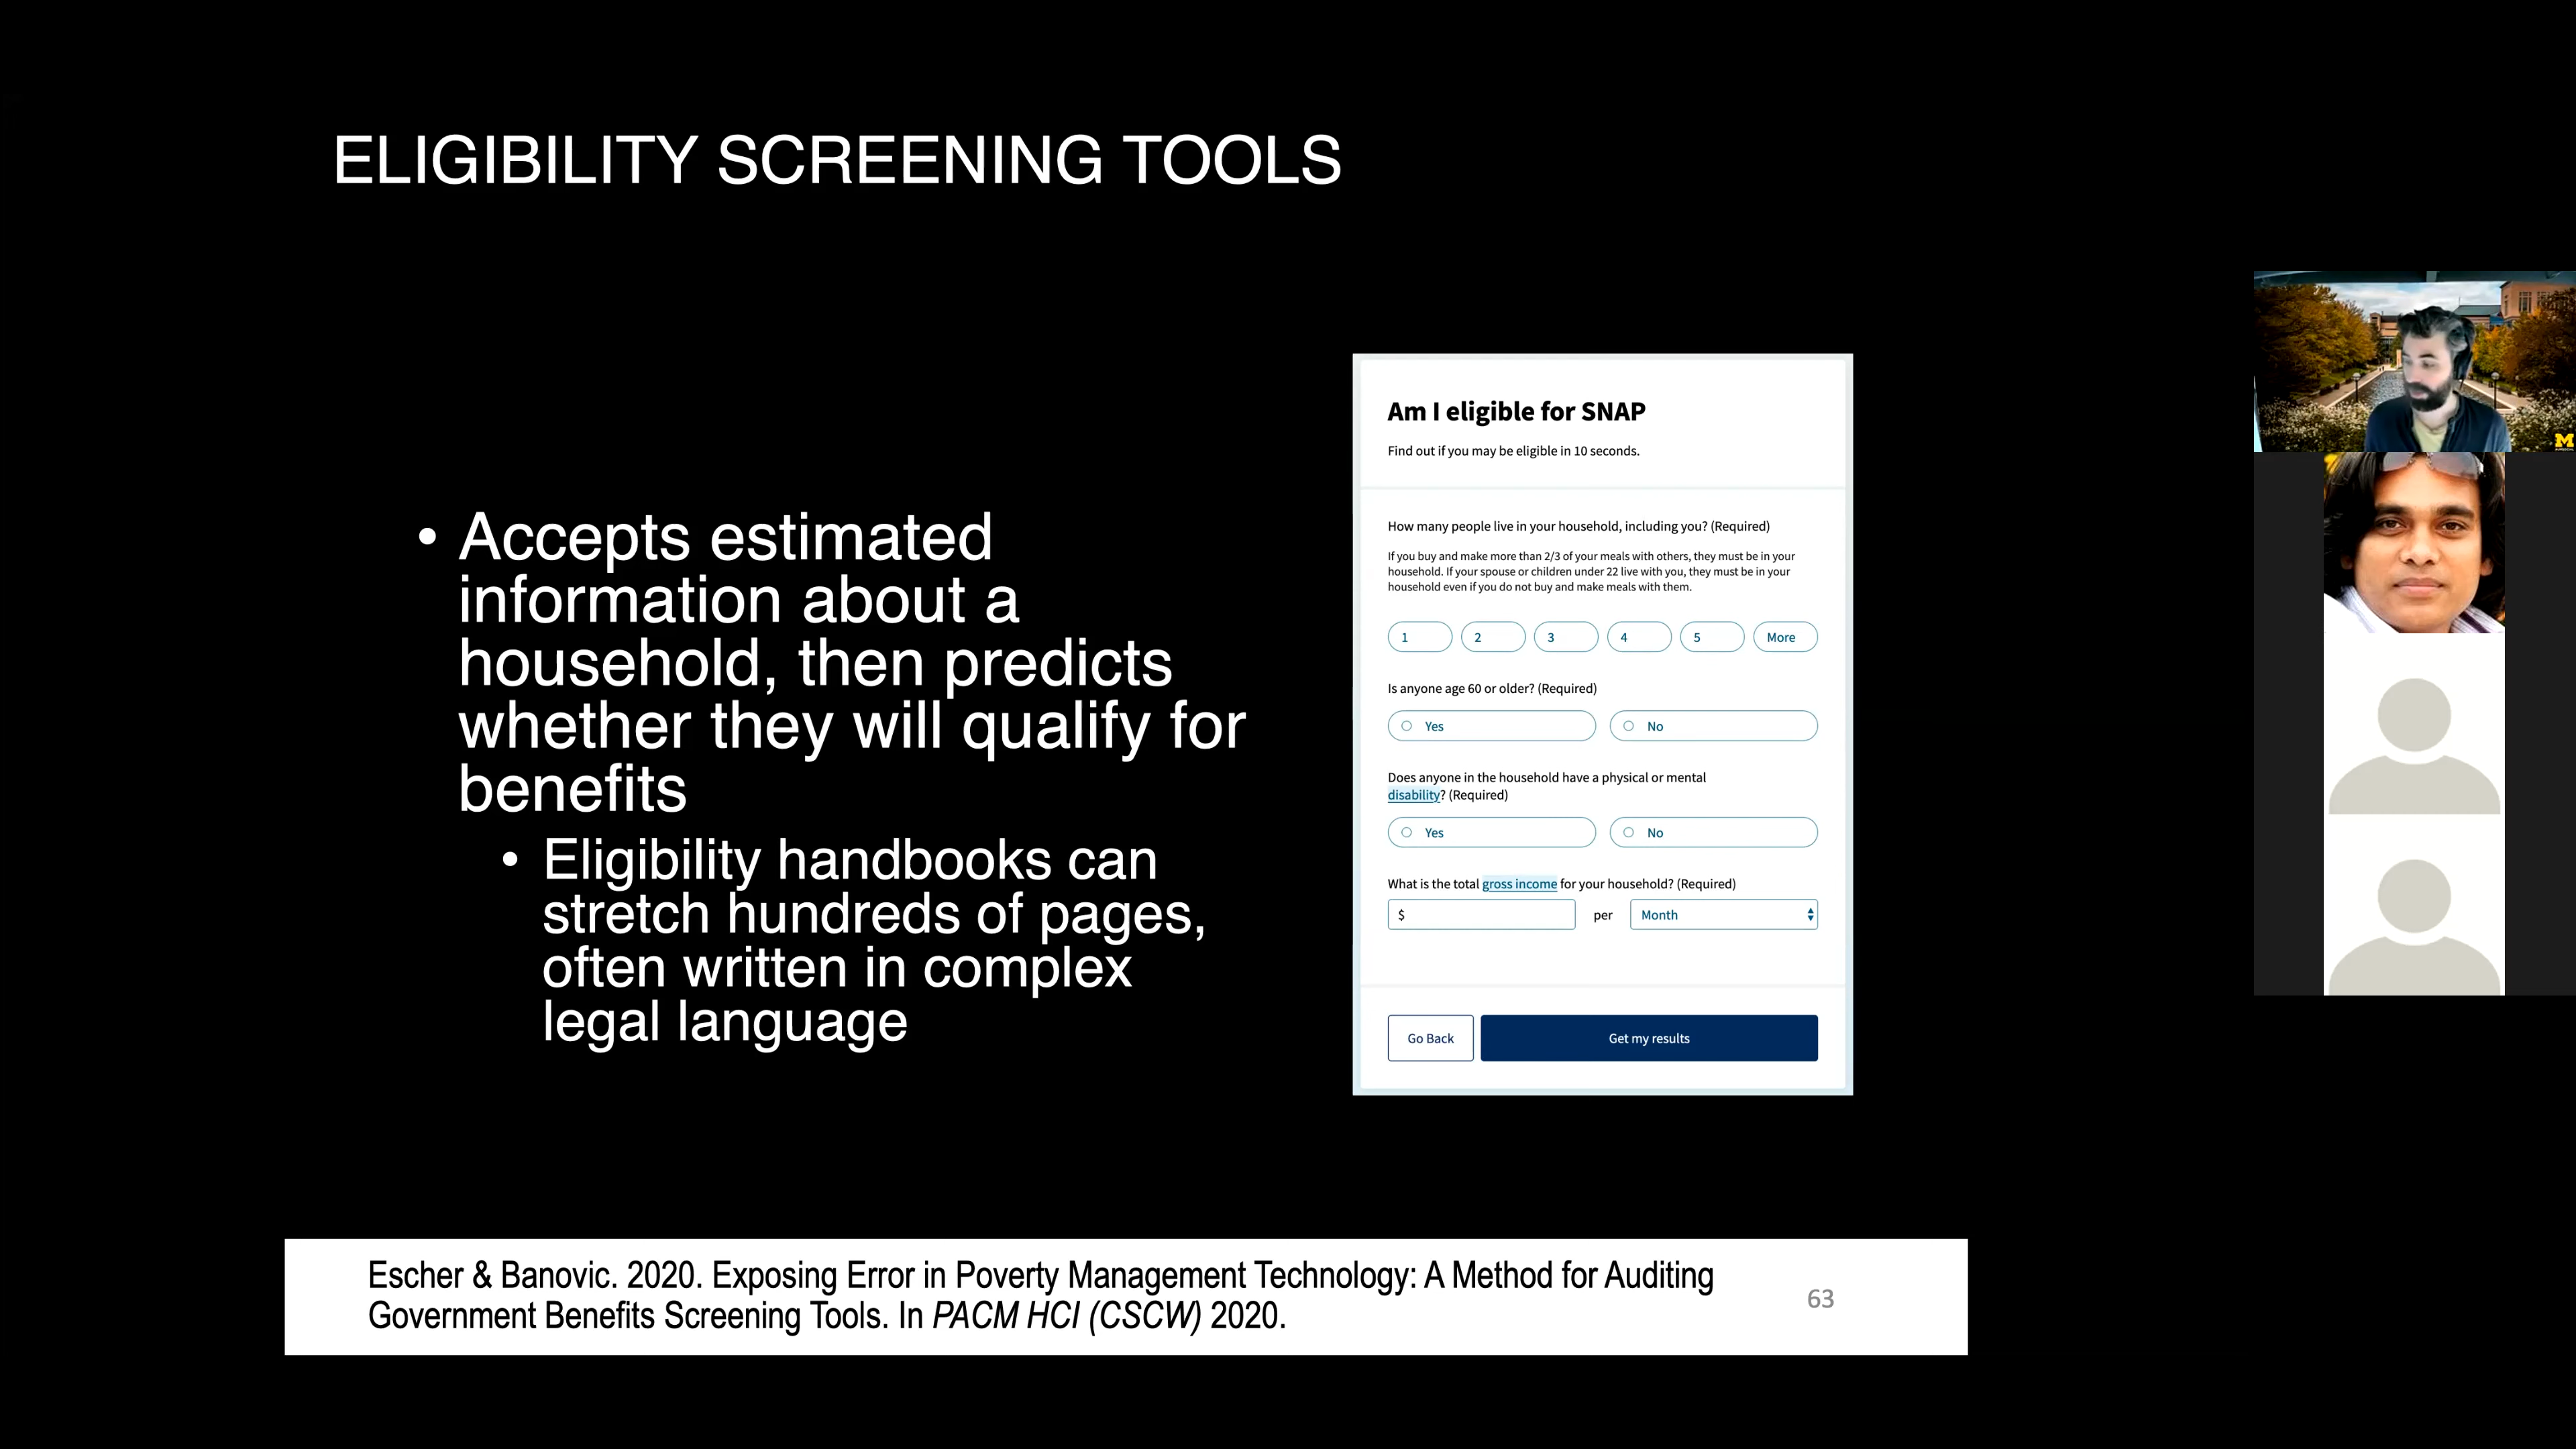 ELIGIBILITY SCREENING TOOLS
• Accepts estimated
information about a
household, then predicts
whether they will qualify for
benefits
• Eligibility handbooks can
stretch hundreds of pages,
often written in complex
legal language
Am I eligible for SNAP
Find out if you may be eligible in 10 seconds.
How many people live in your household, including you? (Required)
If you buy and make more than 2/3 of your meals with others, they must be in your
household. If your spouse or children under 22 live with you, they must be in your
household even if you do not buy and make meals with them.
1 2 3 4 5 More
Is anyone age 60 or older? (Required)
Yes No
Does anyone in the household have a physical or mental
disability? (Required)
Yes No
What is the total gross income for your household? (Required)
$ per Month
Go Back Get my results
Escher & Banovic. 2020. Exposing Error in Poverty Management Technology: A Method for Auditing
Government Benefits Screening Tools. In PACM HCI (CSCW) 2020.
63
M